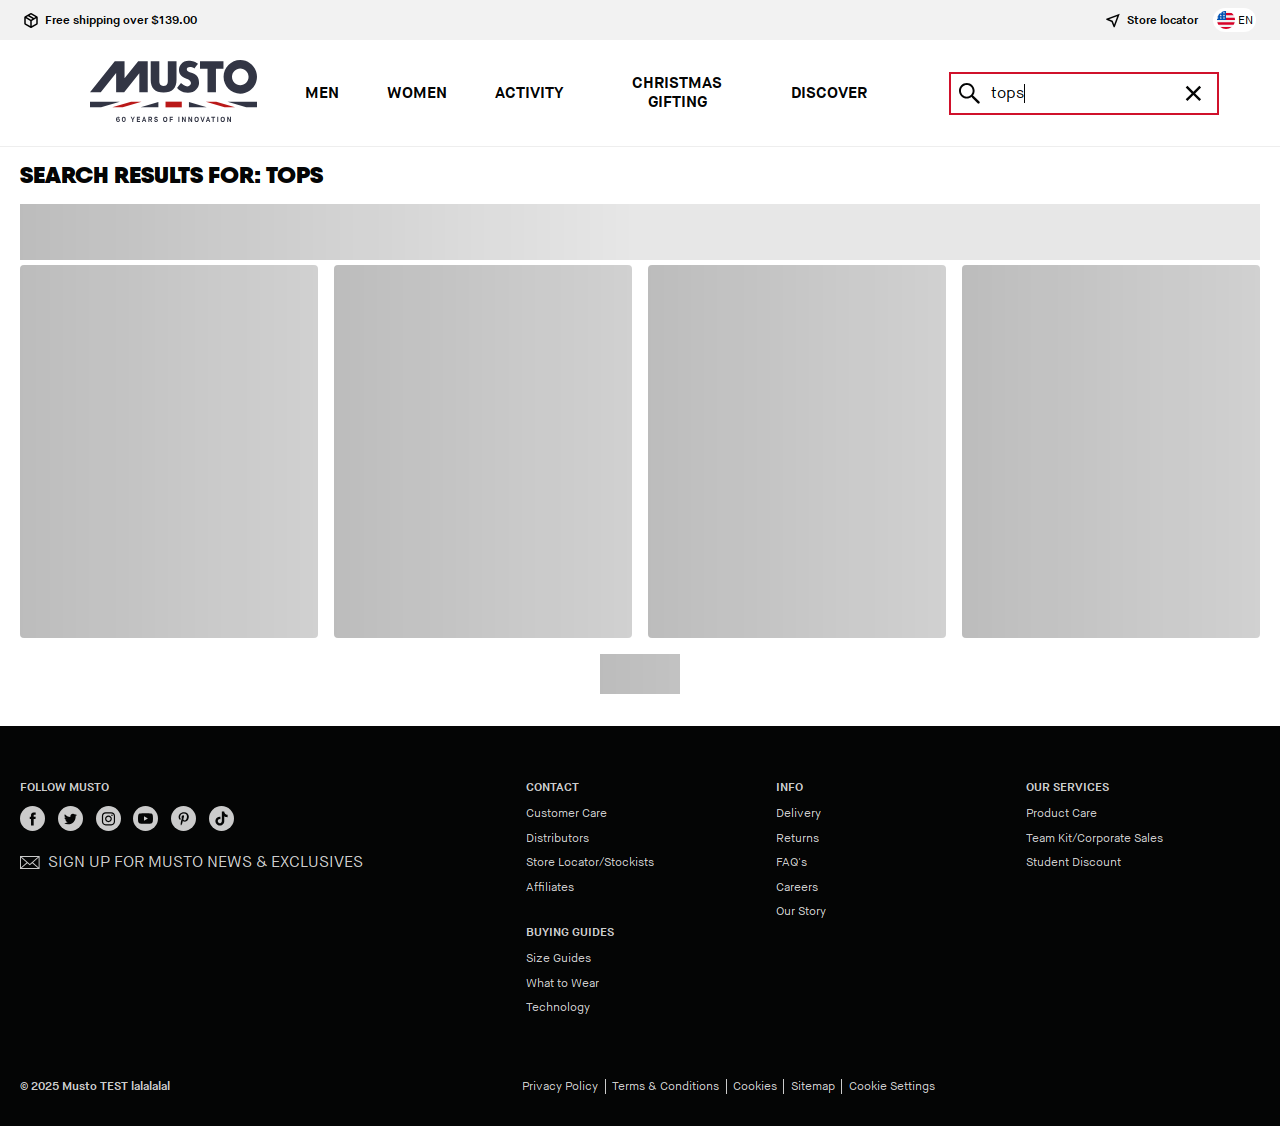 Free shipping over $139.00
Store locator
EN
MUSTO
60 YEARS OF INNOVATION
MEN
WOMEN
ACTIVITY
CHRISTMAS
GIFTING
DISCOVER
tops
SEARCH RESULTS FOR: TOPS
FOLLOW MUSTO
SIGN UP FOR MUSTO NEWS & EXCLUSIVES
CONTACT
Customer Care
Distributors
Store Locator/Stockists
Affiliates
BUYING GUIDES
Size Guides
What to Wear
Technology
INFO
Delivery
Returns
FAQ's
Careers
Our Story
OUR SERVICES
Product Care
Team Kit/Corporate Sales
Student Discount
© 2025 Musto TEST lalalalal
Privacy Policy
Terms & Conditions
Cookies
Sitemap
Cookie Settings